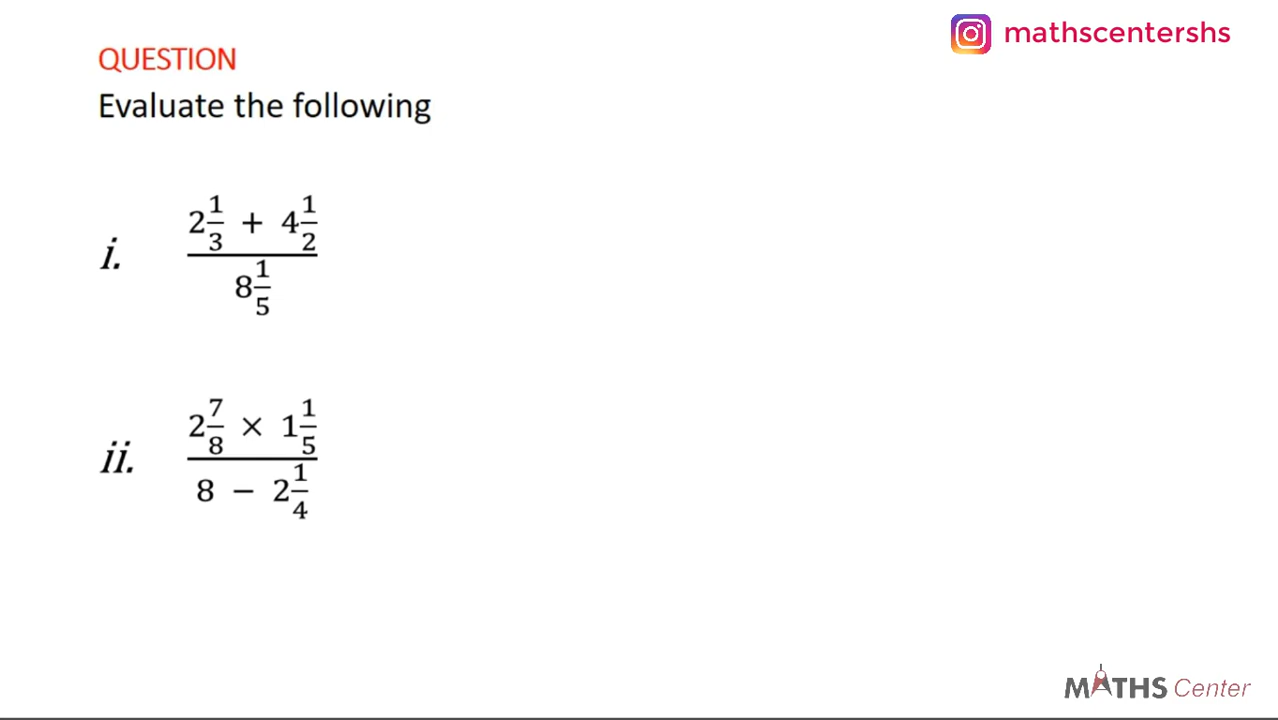 mathscentershs
QUESTION
Evaluate the following
i. (2 1/3 + 4 1/2) / (8 1/5)
ii. (2 7/8 × 1 1/5) / (8 − 2 1/4)
MATHS Center